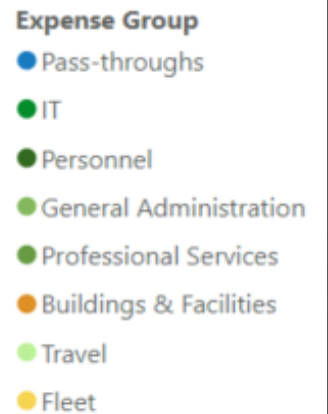 Expense Group
Pass-throughs
IT
Personnel
General Administration
Professional Services
Buildings & Facilities
Travel
Fleet